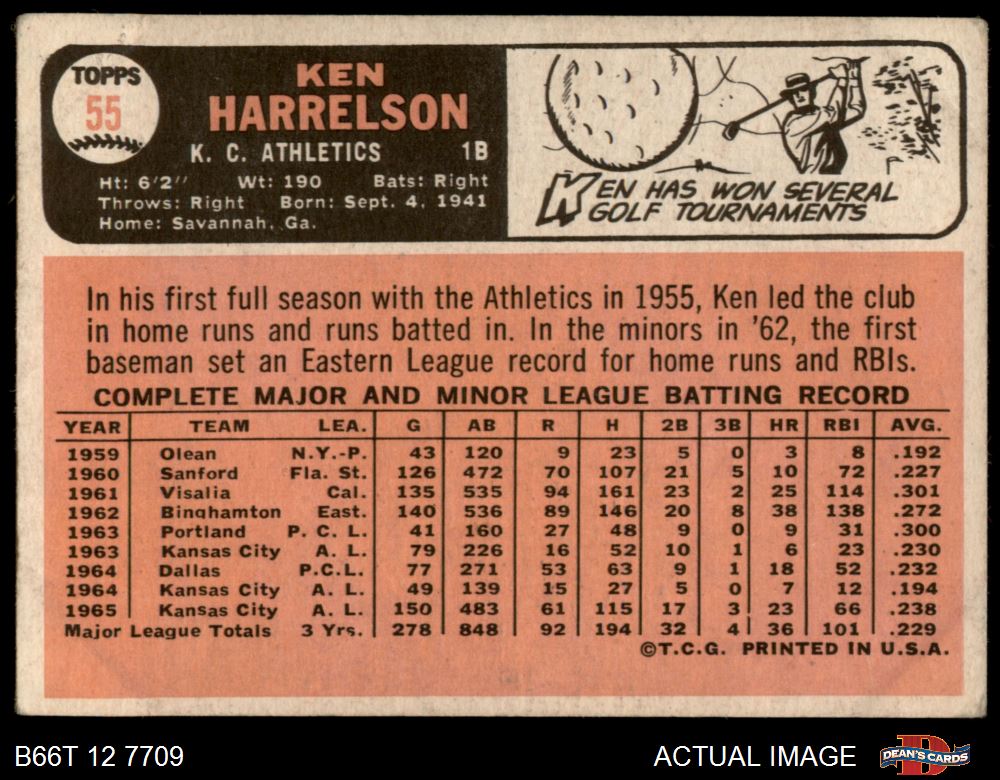 TOPPS
55
KEN
HARRELSON
K. C. ATHLETICS 1B
Ht: 6'2" Wt: 190 Bats: Right
Throws: Right Born: Sept. 4, 1941
Home: Savannah, Ga.
KEN HAS WON SEVERAL
GOLF TOURNAMENTS
In his first full season with the Athletics in 1955, Ken led the club
in home runs and runs batted in. In the minors in '62, the first
baseman set an Eastern League record for home runs and RBIs.
COMPLETE MAJOR AND MINOR LEAGUE BATTING RECORD
YEAR TEAM LEA. G AB R H 2B 3B HR RBI AVG.
1959 Olean N.Y.-P. 43 120 9 23 5 0 3 8 .192
1960 Sanford Fla. St. 126 472 70 107 21 5 10 72 .227
1961 Visalia Cal. 135 535 94 161 23 2 25 114 .301
1962 Binghamton East. 140 536 89 146 20 8 38 138 .272
1963 Portland P. C. L. 41 160 27 48 9 0 9 31 .300
1963 Kansas City A. L. 79 226 16 52 10 1 6 23 .230
1964 Dallas P.C.L. 77 271 53 63 9 1 18 52 .232
1964 Kansas City A. L. 49 139 15 27 5 0 7 12 .194
1965 Kansas City A. L. 150 483 61 115 17 3 23 66 .238
Major League Totals 3 Yrs. 278 848 92 194 32 4 36 101 .229
©T.C.G. PRINTED IN U.S.A.
B66T 12 7709 ACTUAL IMAGE DEAN'S CARDS